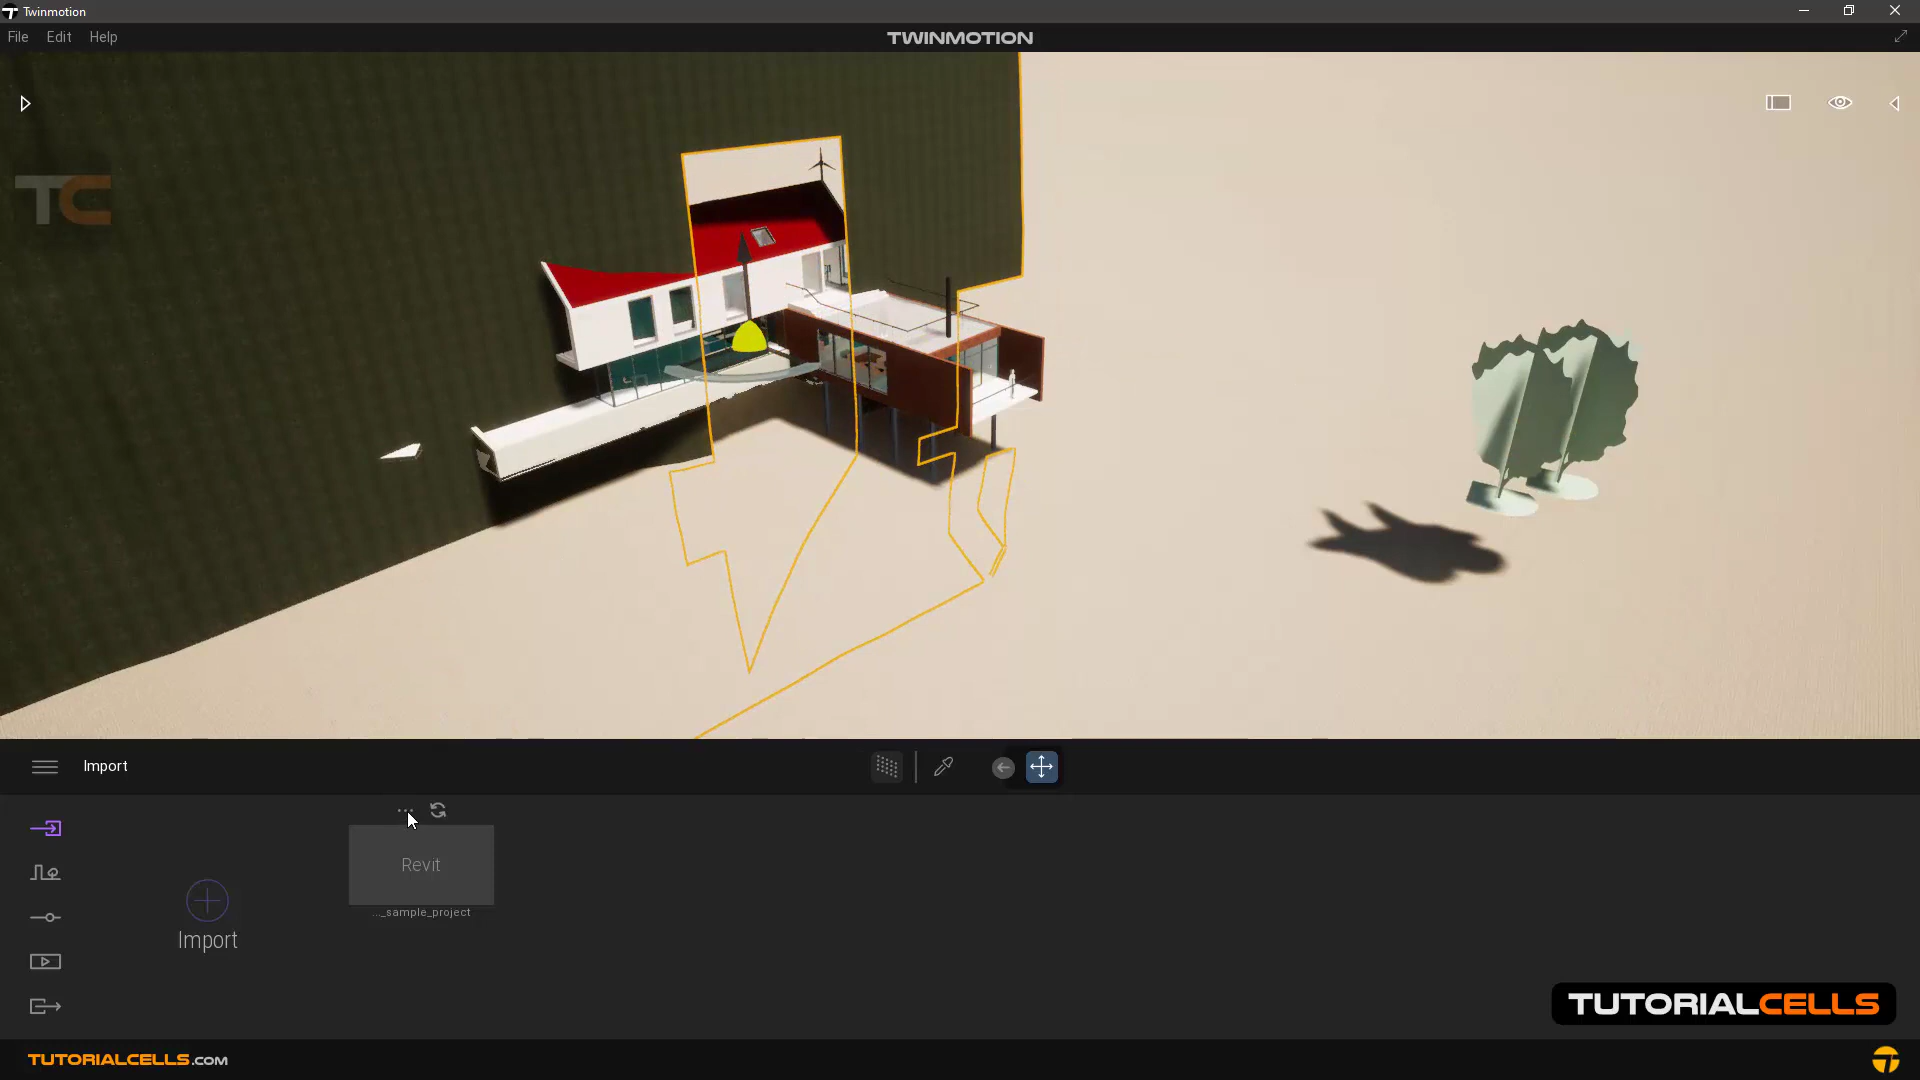 Twinmotion
File Edit Help
TWINMOTION
TC
Import
Revit
..._sample_project
Import
TUTORIALCELLS
TUTORIALCELLS.COM